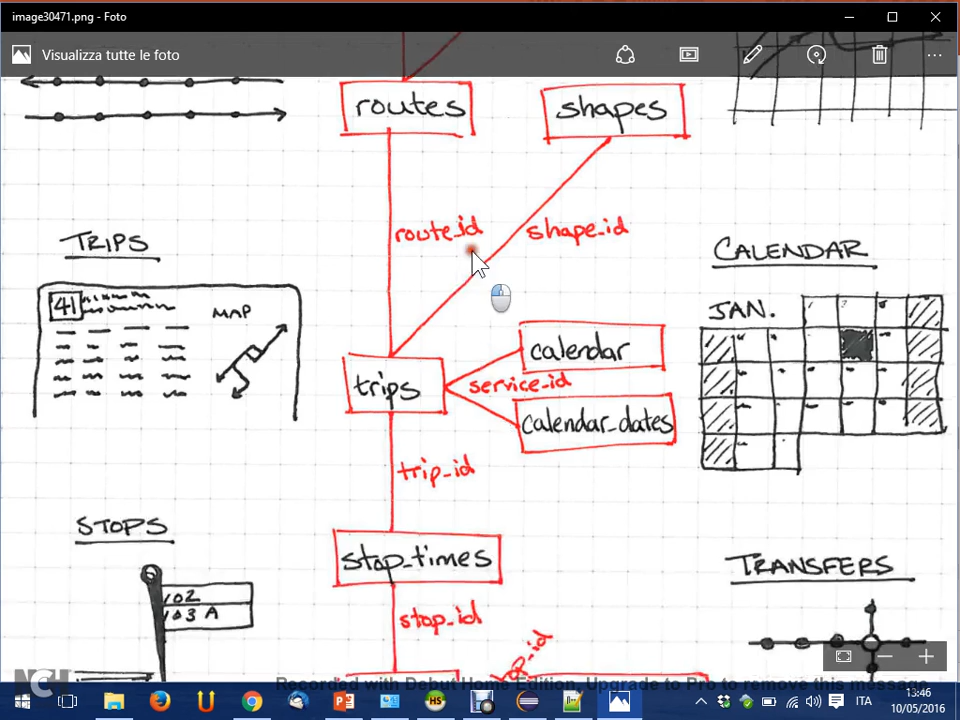 image30471.png - Foto
Visualizza tutte le foto
routes
shapes
route_id
shape_id
TRIPS
CALENDAR
41
MAP
JAN.
calendar
trips
service_id
calendar_dates
trip_id
STOPS
stop_times
TRANSFERS
102
103 A
stop_id
NCH
Recorded with Debut Home Edition. Upgrade to Pro to remove this message
ITA
13:46
10/05/2016